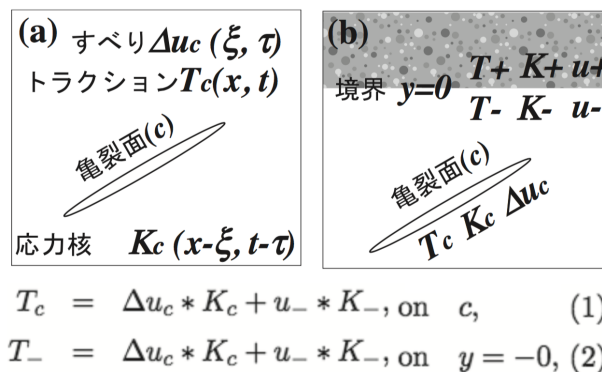 (a) すべりΔuc (ξ, τ)
トラクションTc(x, t)
亀裂面(c)
応力核 Kc (x-ξ, t-τ)
(b)
T+ K+ u+
境界 y=0
T- K- u-
亀裂面(c)
Tc Kc Δuc
Tc = Δuc * Kc + u− * K−, on c, (1)
T− = Δuc * Kc + u− * K−, on y = −0, (2)